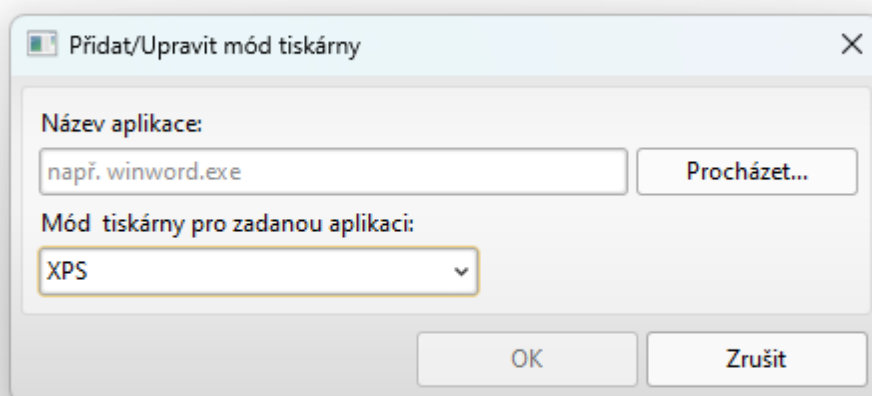 Přidat/Upravit mód tiskárny
Název aplikace:
např. winword.exe
Procházet...
Mód  tiskárny pro zadanou aplikaci:
XPS
OK
Zrušit